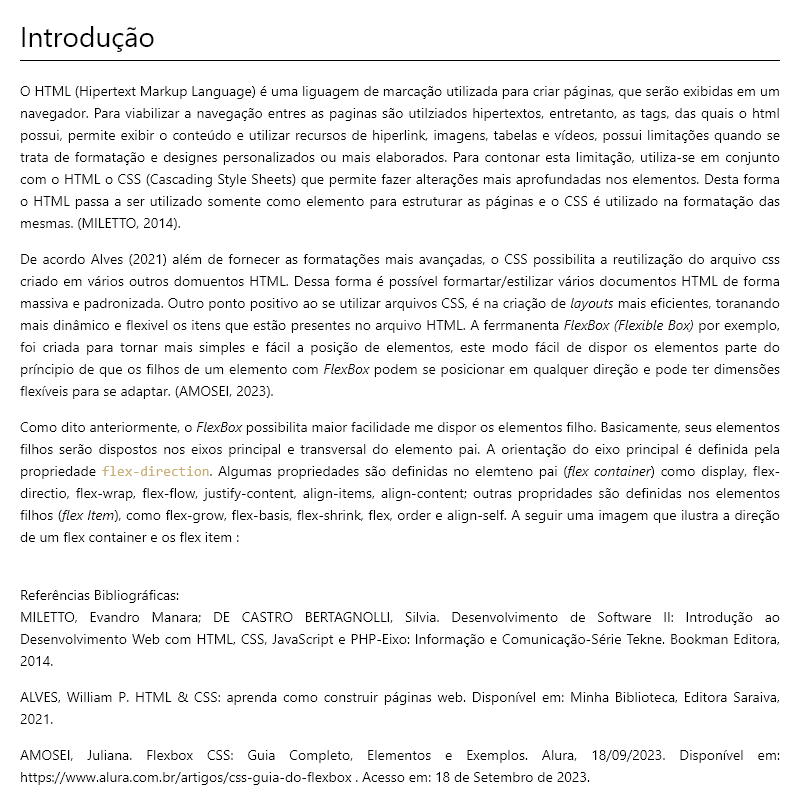 Introdução
O HTML (Hipertext Markup Language) é uma liguagem de marcação utilizada para criar páginas, que serão exibidas em um
navegador. Para viabilizar a navegação entres as paginas são utilziados hipertextos, entretanto, as tags, das quais o html
possui, permite exibir o conteúdo e utilizar recursos de hiperlink, imagens, tabelas e vídeos, possui limitações quando se
trata de formatação e designes personalizados ou mais elaborados. Para contonar esta limitação, utiliza-se em conjunto
com o HTML o CSS (Cascading Style Sheets) que permite fazer alterações mais aprofundadas nos elementos. Desta forma
o HTML passa a ser utilizado somente como elemento para estruturar as páginas e o CSS é utilizado na formatação das
mesmas. (MILETTO, 2014).
De acordo Alves (2021) além de fornecer as formatações mais avançadas, o CSS possibilita a reutilização do arquivo css
criado em vários outros domuentos HTML. Dessa forma é possível formartar/estilizar vários documentos HTML de forma
massiva e padronizada. Outro ponto positivo ao se utilizar arquivos CSS, é na criação de layouts mais eficientes, toranando
mais dinâmico e flexivel os itens que estão presentes no arquivo HTML. A ferrmanenta FlexBox (Flexible Box) por exemplo,
foi criada para tornar mais simples e fácil a posição de elementos, este modo fácil de dispor os elementos parte do
príncipio de que os filhos de um elemento com FlexBox podem se posicionar em qualquer direção e pode ter dimensões
flexíveis para se adaptar. (AMOSEI, 2023).
Como dito anteriormente, o FlexBox possibilita maior facilidade me dispor os elementos filho. Basicamente, seus elementos
filhos serão dispostos nos eixos principal e transversal do elemento pai. A orientação do eixo principal é definida pela
propriedade flex-direction. Algumas propriedades são definidas no elemteno pai (flex container) como display, flex-
directio, flex-wrap, flex-flow, justify-content, align-items, align-content; outras propridades são definidas nos elementos
filhos (flex Item), como flex-grow, flex-basis, flex-shrink, flex, order e align-self. A seguir uma imagem que ilustra a direção
de um flex container e os flex item :
Referências Bibliográficas:
MILETTO, Evandro Manara; DE CASTRO BERTAGNOLLI, Silvia. Desenvolvimento de Software II: Introdução ao
Desenvolvimento Web com HTML, CSS, JavaScript e PHP-Eixo: Informação e Comunicação-Série Tekne. Bookman Editora,
2014.
ALVES, William P. HTML & CSS: aprenda como construir páginas web. Disponível em: Minha Biblioteca, Editora Saraiva,
2021.
AMOSEI, Juliana. Flexbox CSS: Guia Completo, Elementos e Exemplos. Alura, 18/09/2023. Disponível em:
https://www.alura.com.br/artigos/css-guia-do-flexbox . Acesso em: 18 de Setembro de 2023.